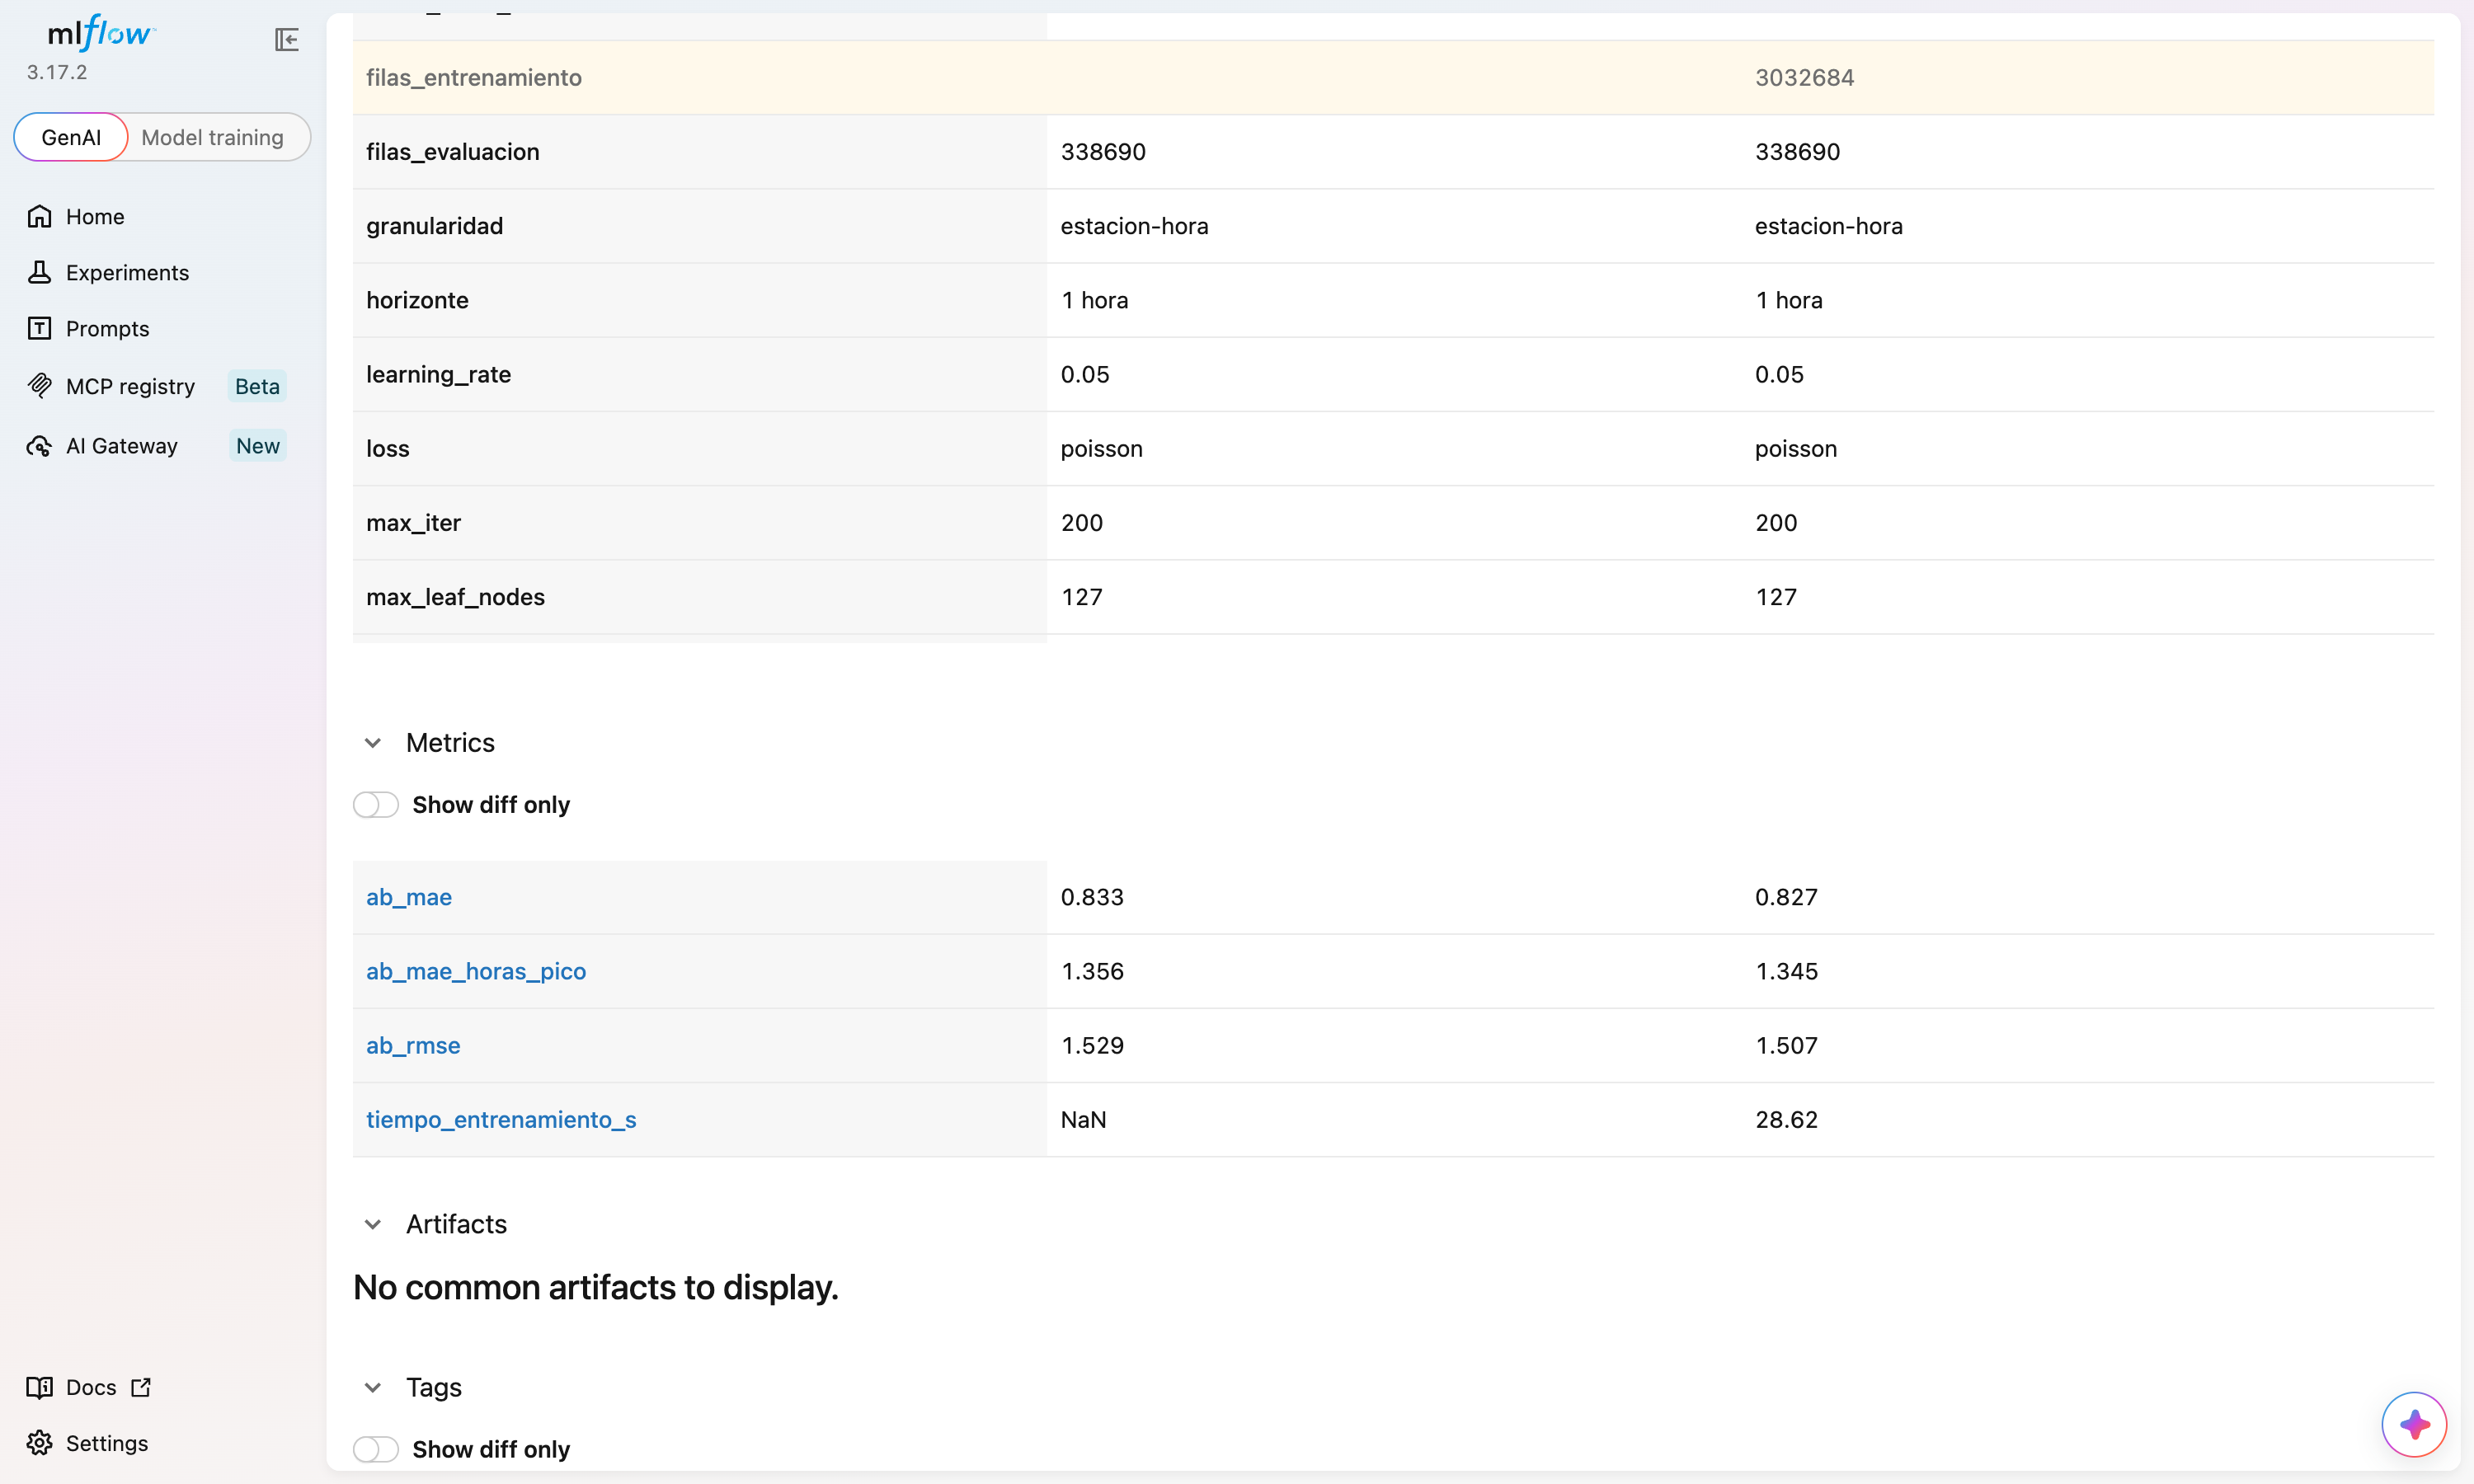 mlflow
3.17.2
GenAI Model training
Home
Experiments
Prompts
MCP registry Beta
AI Gateway New
Docs
Settings
filas_entrenamiento 3032684
filas_evaluacion 338690 338690
granularidad estacion-hora estacion-hora
horizonte 1 hora 1 hora
learning_rate 0.05 0.05
loss poisson poisson
max_iter 200 200
max_leaf_nodes 127 127
Metrics
Show diff only
ab_mae 0.833 0.827
ab_mae_horas_pico 1.356 1.345
ab_rmse 1.529 1.507
tiempo_entrenamiento_s NaN 28.62
Artifacts
No common artifacts to display.
Tags
Show diff only